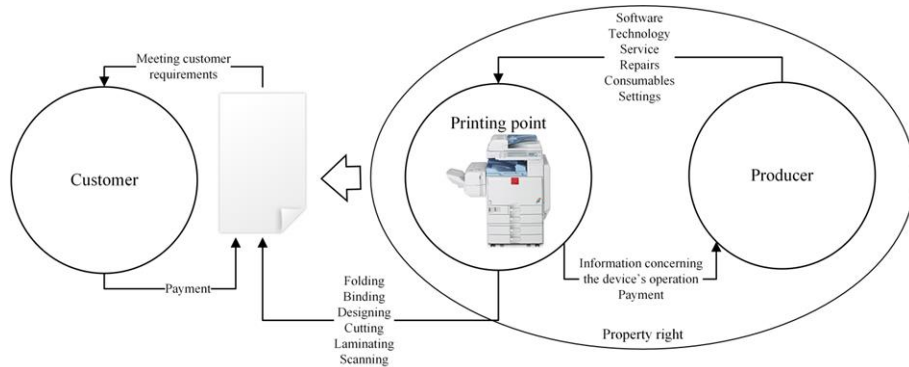 Software
Technology
Service
Repairs
Consumables
Settings
Meeting customer
requirements
Printing point
Customer
Producer
Information concerning
the device`s operation
Payment
Payment
Folding
Binding
Designing
Cutting
Laminating
Scanning
Property right